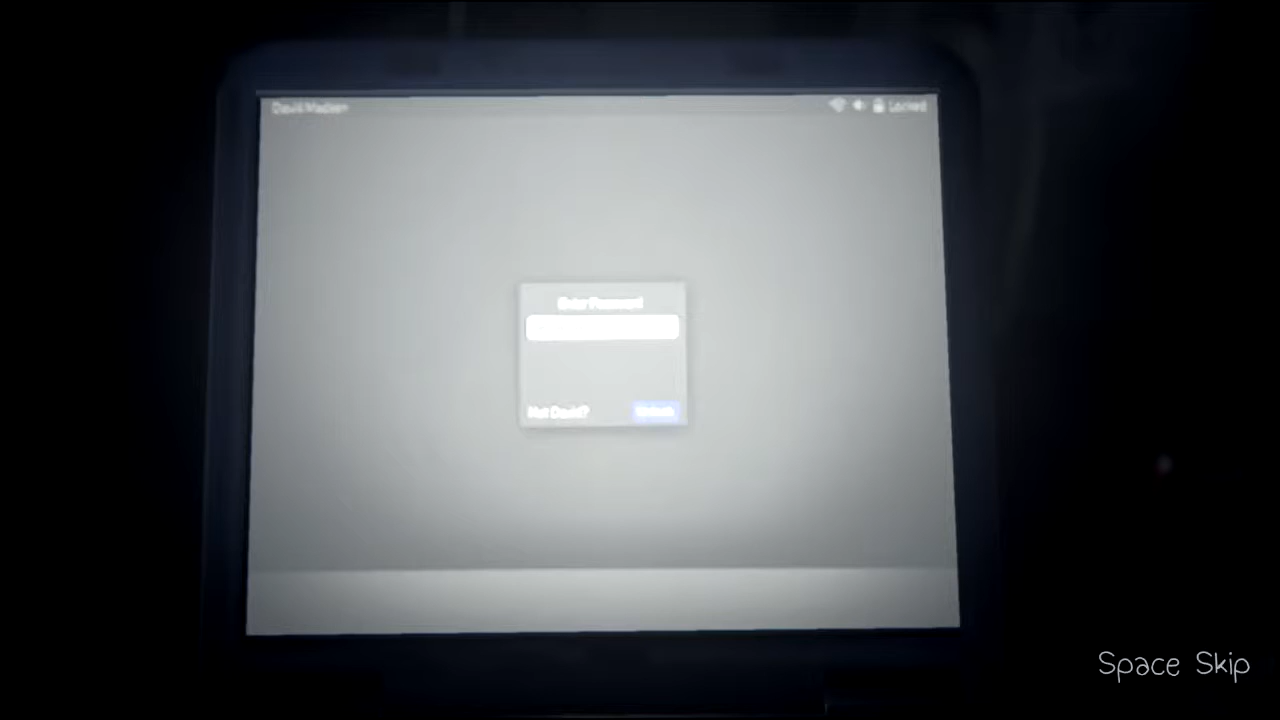 David Madsen
Locked
Enter Password
Not David?
Unlock
Space Skip